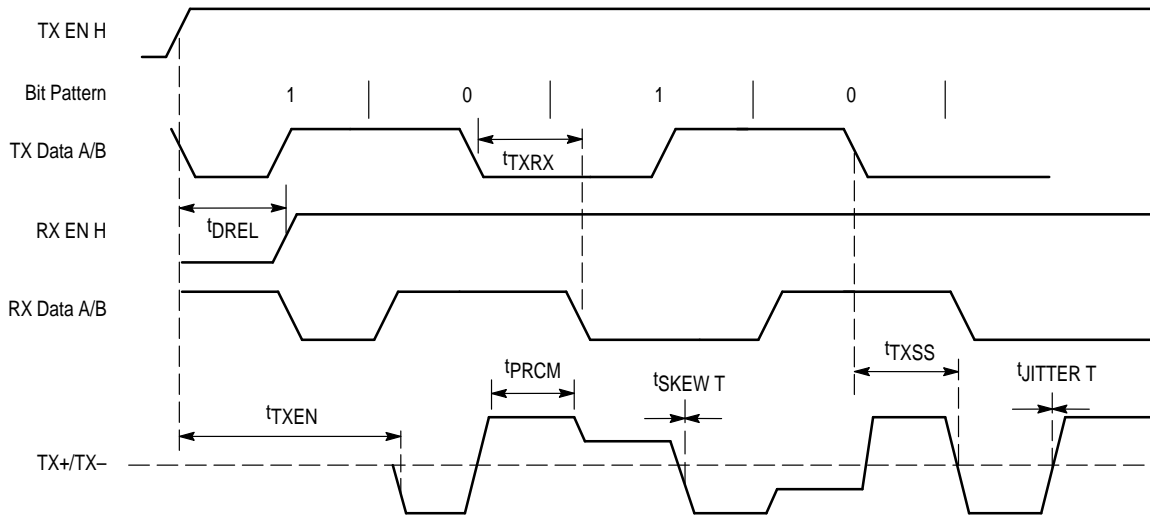 TX EN H
Bit Pattern
1 0 1 0
TX Data A/B
tTXRX
tDREL
RX EN H
RX Data A/B
tPRCM
tSKEW T
tTXSS
tJITTER T
tTXEN
TX+/TX–